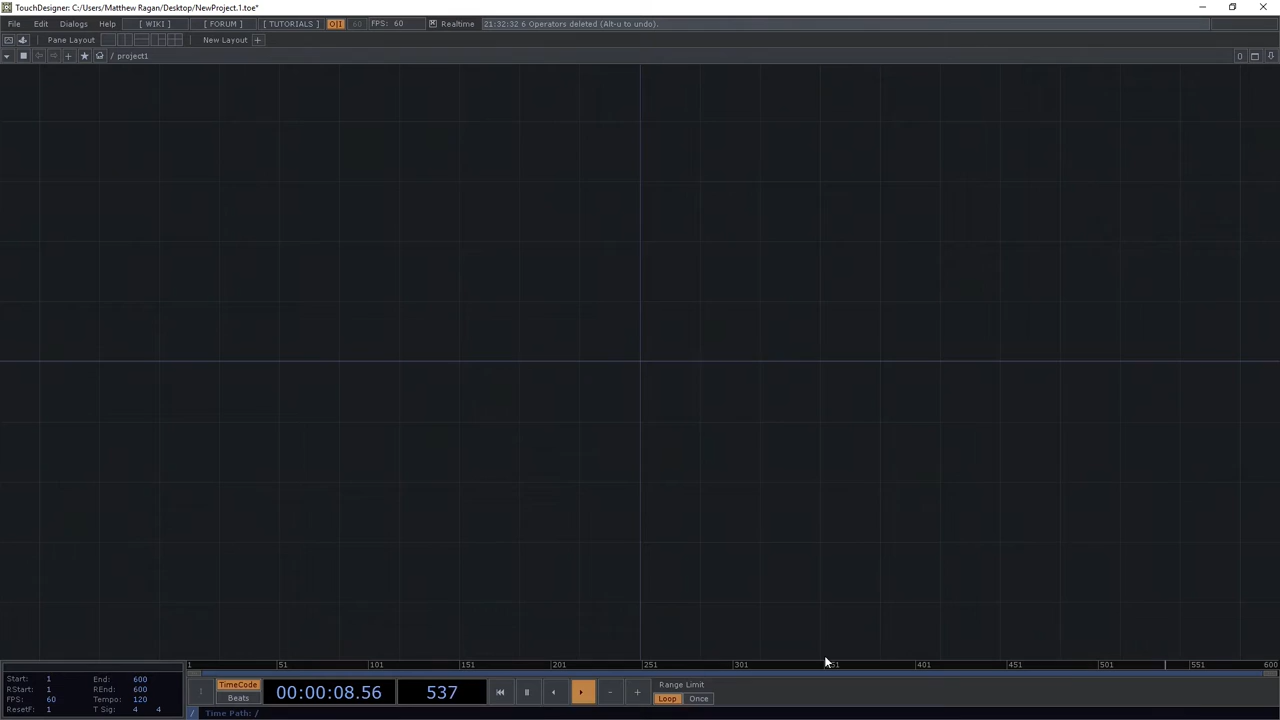 TouchDesigner: C:/Users/Matthew Ragan/Desktop/NewProject.1.toe*
File Edit Dialogs Help [ WIKI ] [ FORUM ] [ TUTORIALS ] O|I 60 FPS: 60 Realtime 21:32:32 6 Operators deleted (Alt-u to undo).
Pane Layout New Layout +
+ / project1 0
1 51 101 151 201 251 301 401 451 501 551 600
Start: 1 End: 600
RStart: 1 REnd: 600
FPS: 60 Tempo: 120
ResetF: 1 T Sig: 4 4
1 TimeCode Beats 00:00:08.56 537 - + Range Limit
Loop Once
/ Time Path: /